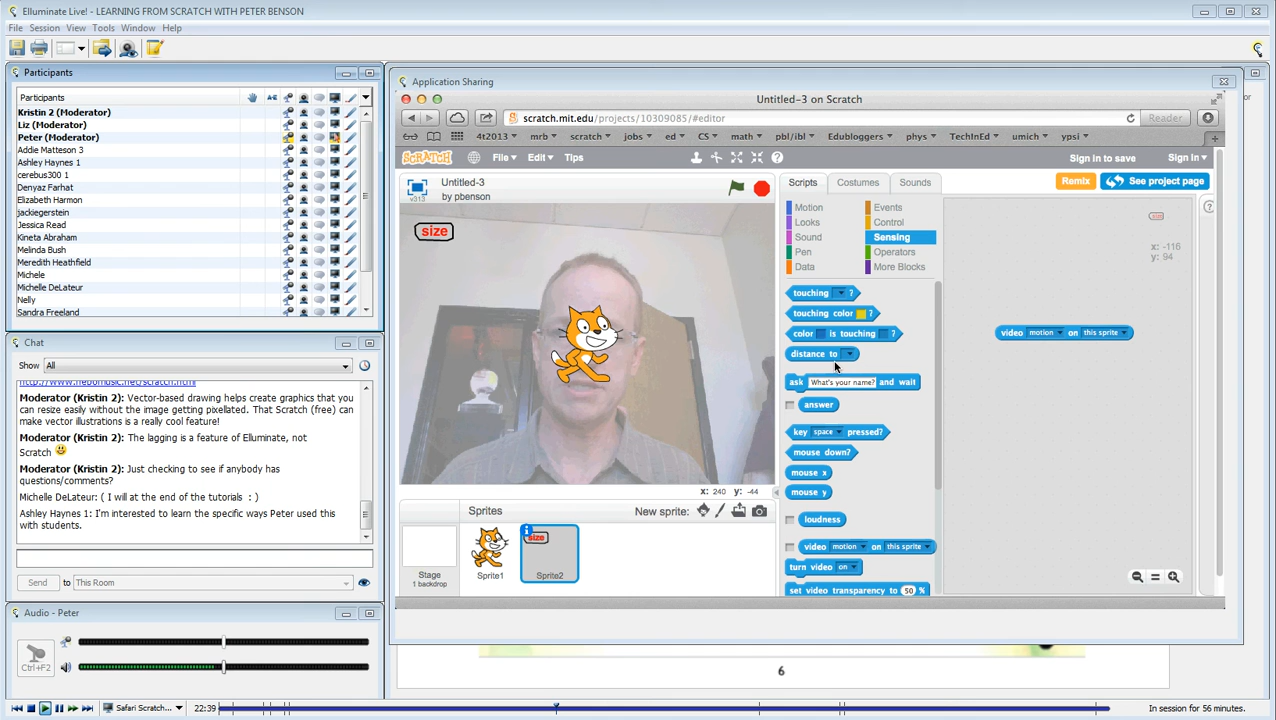 Elluminate Live! - LEARNING FROM SCRATCH WITH PETER BENSON
File Session View Tools Window Help
Participants
Participants
Kristin 2 (Moderator)
Liz (Moderator)
Peter (Moderator)
Addie Matteson 3
Ashley Haynes 1
cerebus300 1
Denyaz Farhat
Elizabeth Harmon
jackiegerstein
Jessica Read
Kineta Abraham
Melinda Bush
Meredith Heathfield
Michele
Michelle DeLateur
Nelly
Sandra Freeland
Chat
Show All
http://www.nebomusic.net/scratch.html
Moderator (Kristin 2): Vector-based drawing helps create graphics that you
can resize easily without the image getting pixellated. That Scratch (free) can
make vector illustrations is a really cool feature!
Moderator (Kristin 2): The lagging is a feature of Elluminate, not
Scratch
Moderator (Kristin 2): Just checking to see if anybody has
questions/comments?
Michelle DeLateur: ( I will at the end of the tutorials : )
Ashley Haynes 1: I'm interested to learn the specific ways Peter used this
with students.
Send to This Room
Audio - Peter
Ctrl+F2
Application Sharing
Untitled-3 on Scratch
scratch.mit.edu/projects/10309085/#editor
Reader
4t2013 mrb scratch jobs ed CS math pbl/ibl Edubloggers phys TechInEd umich ypsi
SCRATCH File Edit Tips
Sign in to save Sign in
v313
Untitled-3
by pbenson
size
x: 240 y: -44
Sprites New sprite:
Stage
1 backdrop
Sprite1
size
Sprite2
Scripts Costumes Sounds
Remix See project page
Motion Events
Looks Control
Sound Sensing
Pen Operators
Data More Blocks
touching ?
touching color ?
color is touching ?
distance to
ask What's your name? and wait
answer
key space pressed?
mouse down?
mouse x
mouse y
loudness
video motion on this sprite
turn video on
set video transparency to 50 %
size
x: -116
y: 94
video motion on this sprite
6
Safari Scratch... 22:39
In session for 56 minutes.